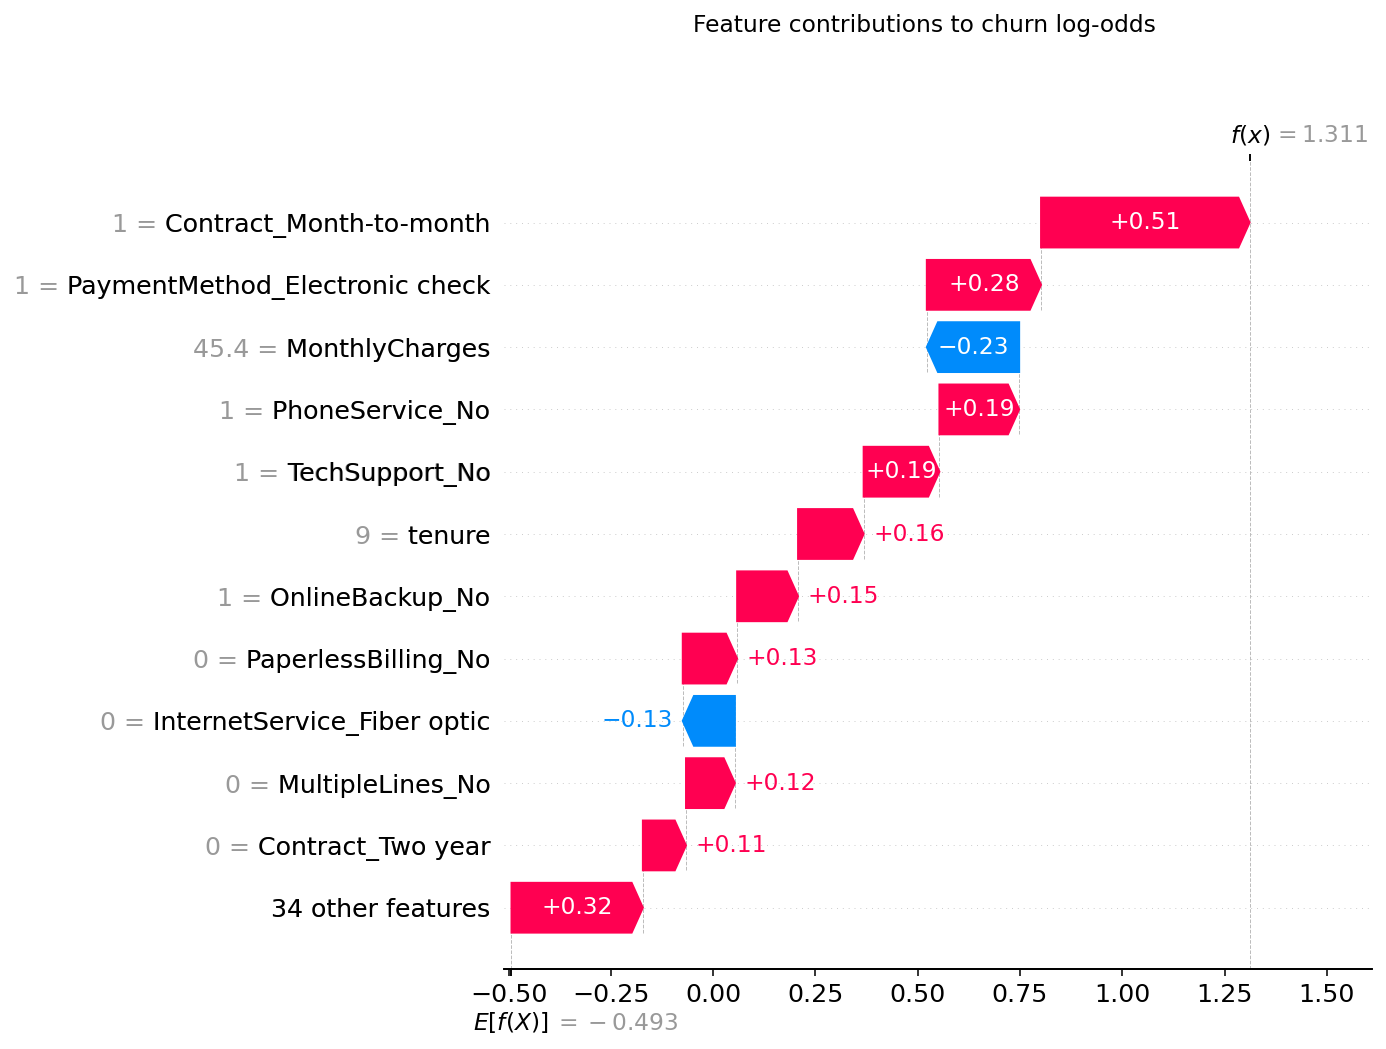 Feature contributions to churn log-odds
f(x) = 1.311
1 = Contract_Month-to-month +0.51
1 = PaymentMethod_Electronic check +0.28
45.4 = MonthlyCharges −0.23
1 = PhoneService_No +0.19
1 = TechSupport_No +0.19
9 = tenure +0.16
1 = OnlineBackup_No +0.15
0 = PaperlessBilling_No +0.13
0 = InternetService_Fiber optic −0.13
0 = MultipleLines_No +0.12
0 = Contract_Two year +0.11
34 other features +0.32
−0.50 −0.25 0.00 0.25 0.50 0.75 1.00 1.25 1.50
E[f(X)] = −0.493